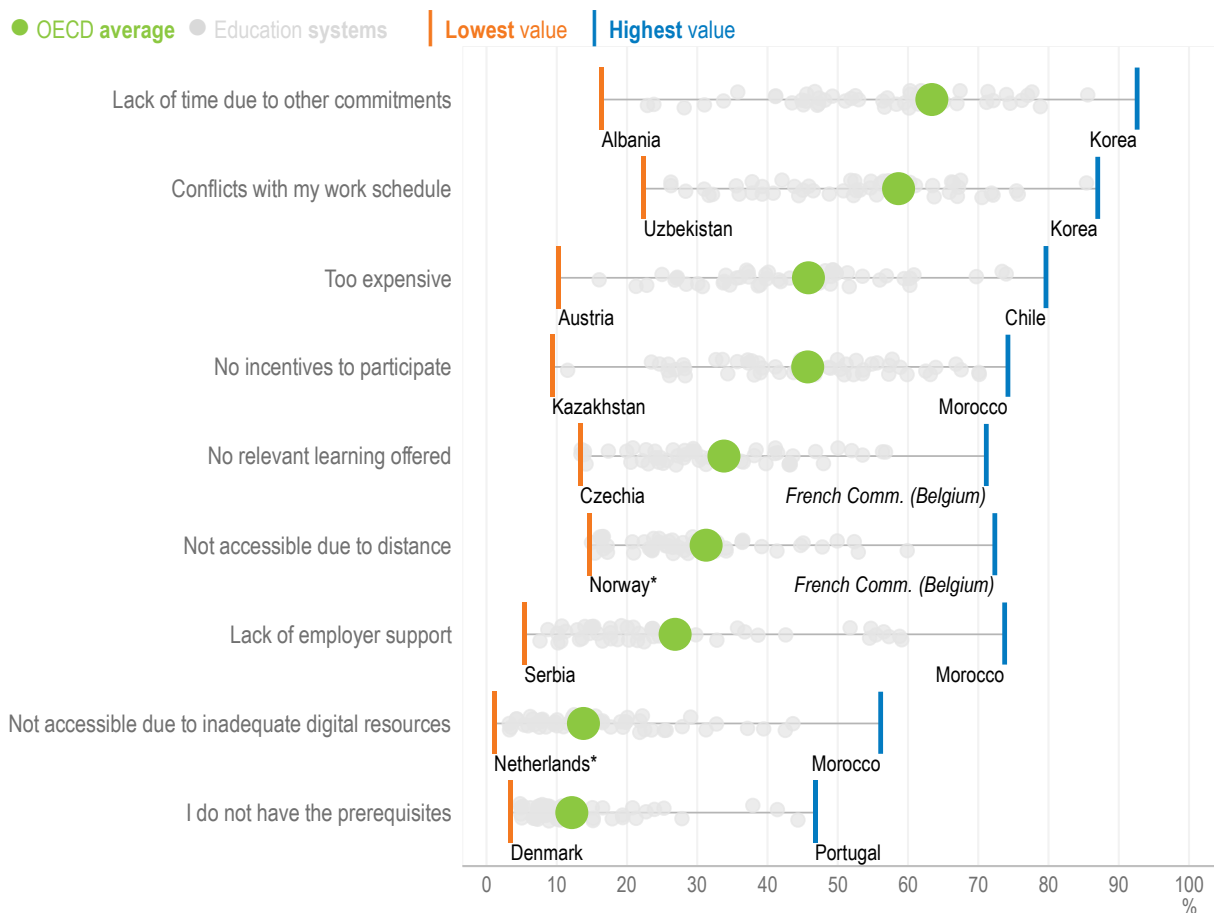 OECD average Education systems Lowest value Highest value
Lack of time due to other commitments
Albania Korea
Conflicts with my work schedule
Uzbekistan Korea
Too expensive
Austria Chile
No incentives to participate
Kazakhstan Morocco
No relevant learning offered
Czechia French Comm. (Belgium)
Not accessible due to distance
Norway* French Comm. (Belgium)
Lack of employer support
Serbia Morocco
Not accessible due to inadequate digital resources
Netherlands* Morocco
I do not have the prerequisites
Denmark Portugal
0 10 20 30 40 50 60 70 80 90 100
%